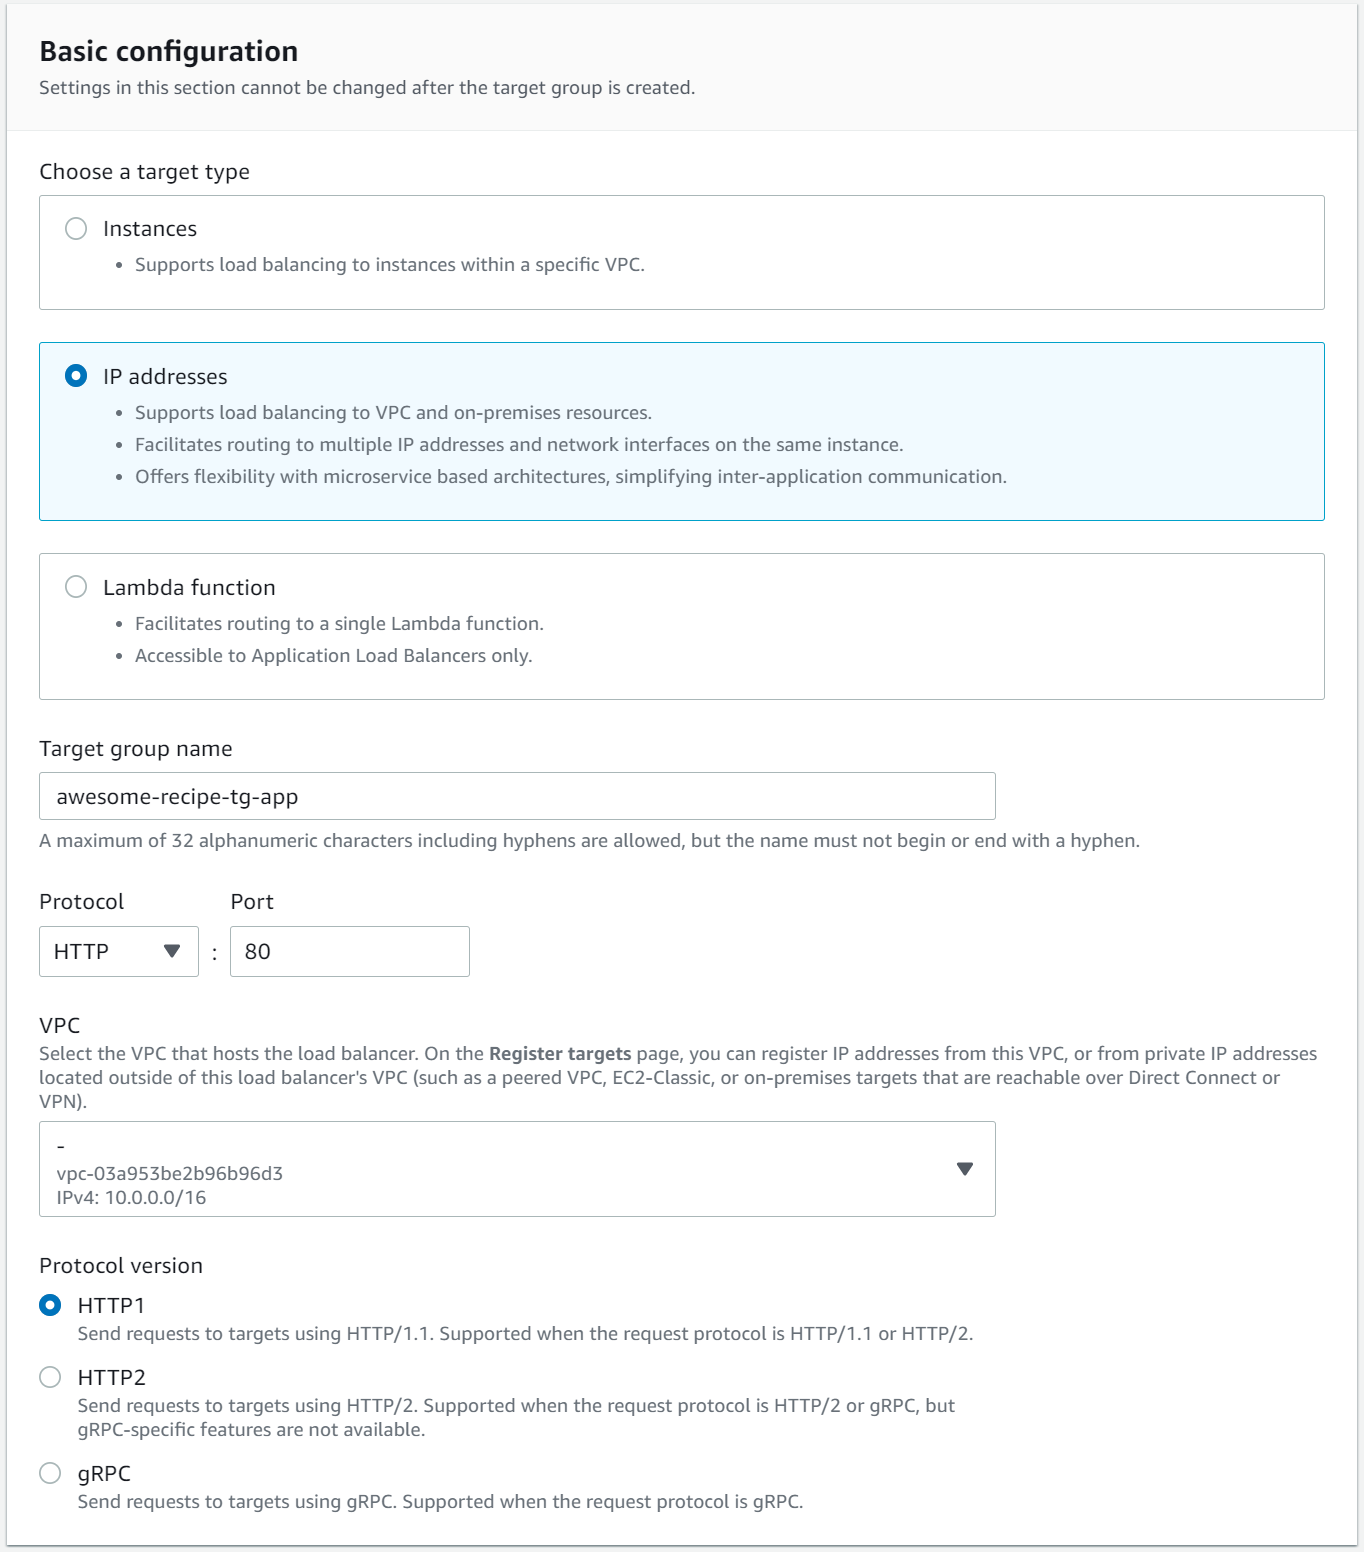 Basic configuration
Settings in this section cannot be changed after the target group is created.
Choose a target type
Instances
• Supports load balancing to instances within a specific VPC.
IP addresses
• Supports load balancing to VPC and on-premises resources.
• Facilitates routing to multiple IP addresses and network interfaces on the same instance.
• Offers flexibility with microservice based architectures, simplifying inter-application communication.
Lambda function
• Facilitates routing to a single Lambda function.
• Accessible to Application Load Balancers only.
Target group name
awesome-recipe-tg-app
A maximum of 32 alphanumeric characters including hyphens are allowed, but the name must not begin or end with a hyphen.
Protocol Port
HTTP : 80
VPC
Select the VPC that hosts the load balancer. On the Register targets page, you can register IP addresses from this VPC, or from private IP addresses
located outside of this load balancer's VPC (such as a peered VPC, EC2-Classic, or on-premises targets that are reachable over Direct Connect or
VPN).
-
vpc-03a953be2b96b96d3
IPv4: 10.0.0.0/16
Protocol version
HTTP1
Send requests to targets using HTTP/1.1. Supported when the request protocol is HTTP/1.1 or HTTP/2.
HTTP2
Send requests to targets using HTTP/2. Supported when the request protocol is HTTP/2 or gRPC, but
gRPC-specific features are not available.
gRPC
Send requests to targets using gRPC. Supported when the request protocol is gRPC.